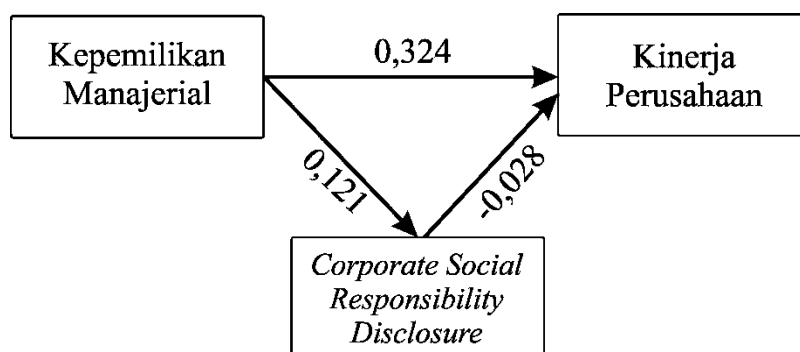 Kepemilikan
Manajerial
0,324
Kinerja
Perusahaan
0,121
-0,028
Corporate Social
Responsibility
Disclosure